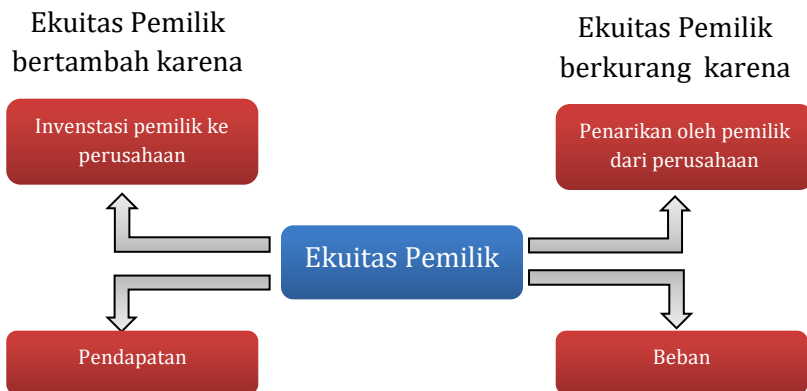 Ekuitas Pemilik
bertambah karena
Ekuitas Pemilik
berkurang karena
Invenstasi pemilik ke
perusahaan
Penarikan oleh pemilik
dari perusahaan
Ekuitas Pemilik
Pendapatan
Beban